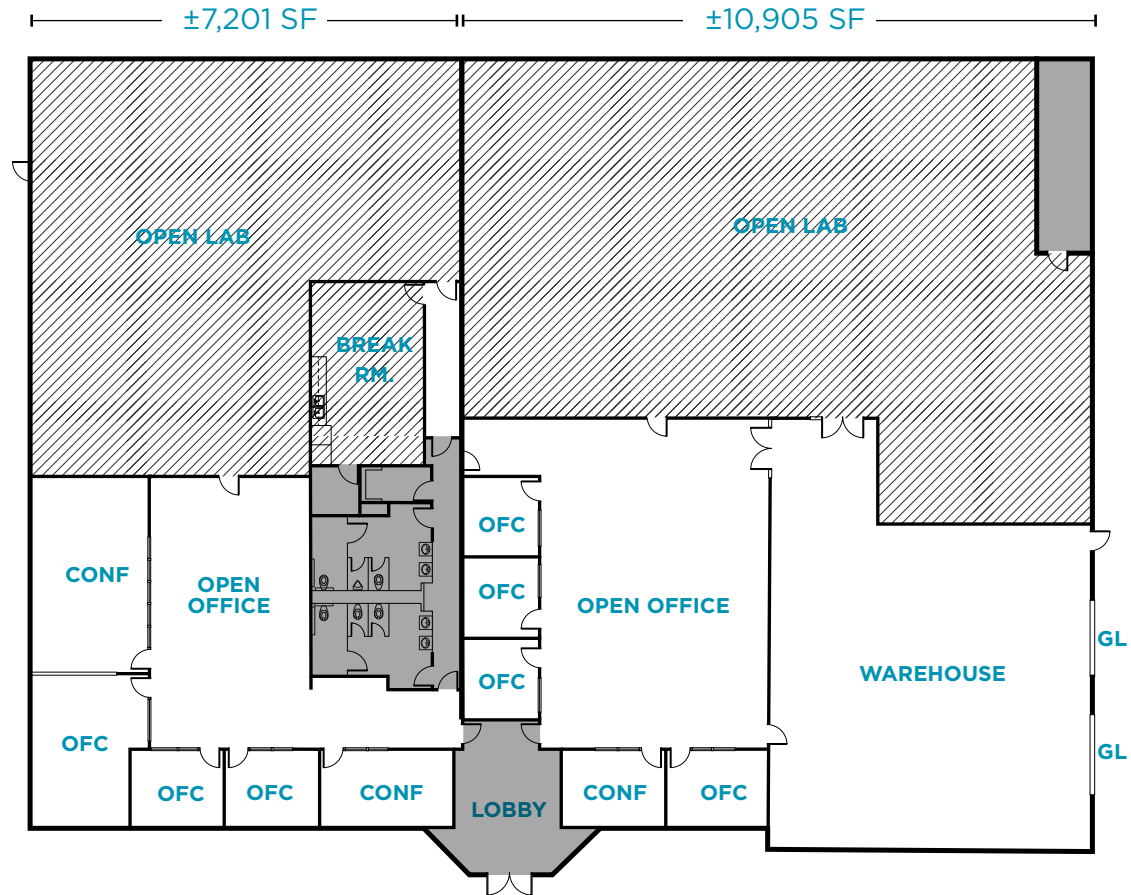 ±7,201 SF
±10,905 SF
OPEN LAB
OPEN LAB
BREAK
RM.
OFC
CONF
OPEN
OFFICE
OFC
OPEN OFFICE
GL
WAREHOUSE
OFC
OFC
GL
OFC
OFC
CONF
LOBBY
CONF
OFC